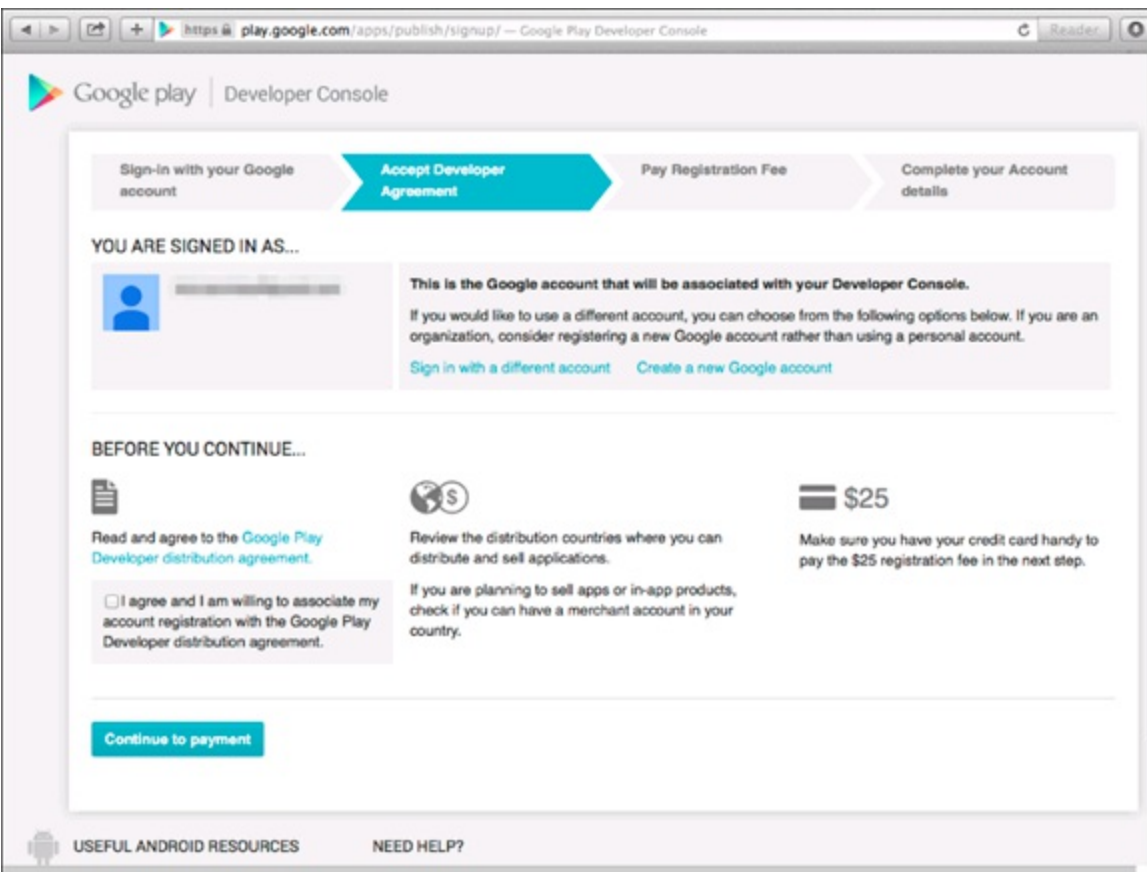 https play.google.com/apps/publish/signup/ — Google Play Developer Console
Reader
Google play | Developer Console
Sign-in with your Google
account
Accept Developer
Agreement
Pay Registration Fee
Complete your Account
details
YOU ARE SIGNED IN AS...
This is the Google account that will be associated with your Developer Console.
If you would like to use a different account, you can choose from the following options below. If you are an
organization, consider registering a new Google account rather than using a personal account.
Sign in with a different account
Create a new Google account
BEFORE YOU CONTINUE...
Read and agree to the Google Play
Developer distribution agreement.
I agree and I am willing to associate my
account registration with the Google Play
Developer distribution agreement.
$
Review the distribution countries where you can
distribute and sell applications.
If you are planning to sell apps or in-app products,
check if you can have a merchant account in your
country.
$25
Make sure you have your credit card handy to
pay the $25 registration fee in the next step.
Continue to payment
USEFUL ANDROID RESOURCES
NEED HELP?